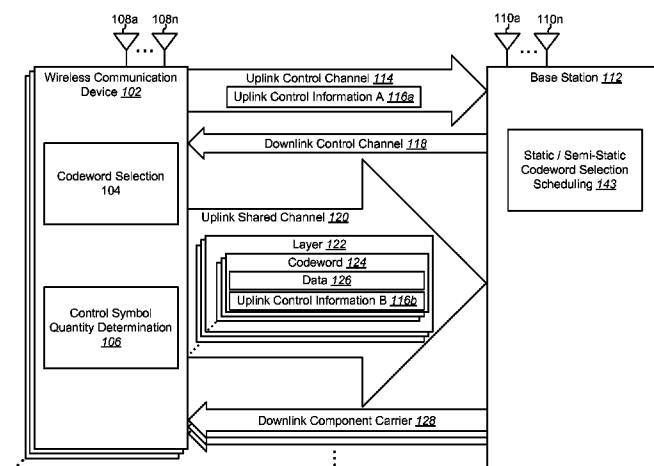 108a 108n
110a 110n
Wireless Communication
Device 102
Uplink Control Channel 114
Uplink Control Information A 116a
Base Station 112
Downlink Control Channel 118
Codeword Selection
104
Static / Semi-Static
Codeword Selection
Scheduling 143
Uplink Shared Channel 120
Layer 122
Codeword 124
Data 126
Uplink Control Information B 116b
Control Symbol
Quantity Determination
106
Downlink Component Carrier 128